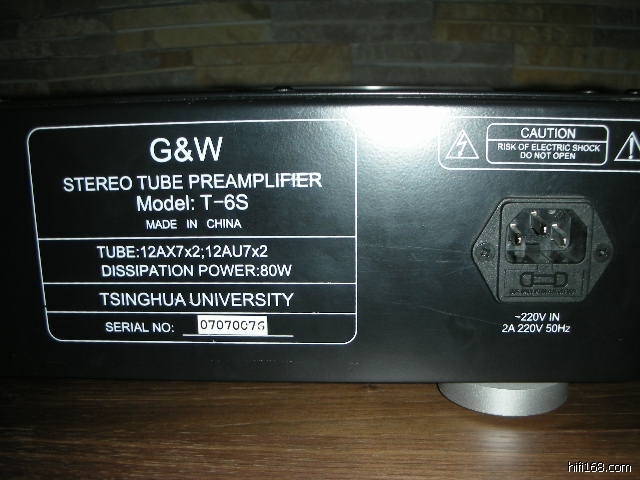 G&W
STEREO TUBE PREAMPLIFIER
Model: T-6S
MADE IN CHINA
TUBE:12AX7x2;12AU7x2
DISSIPATION POWER:80W
TSINGHUA UNIVERSITY
SERIAL NO: 07070076
CAUTION
RISK OF ELECTRIC SHOCK
DO NOT OPEN
~220V IN
2A 220V 50Hz
hifi168.com